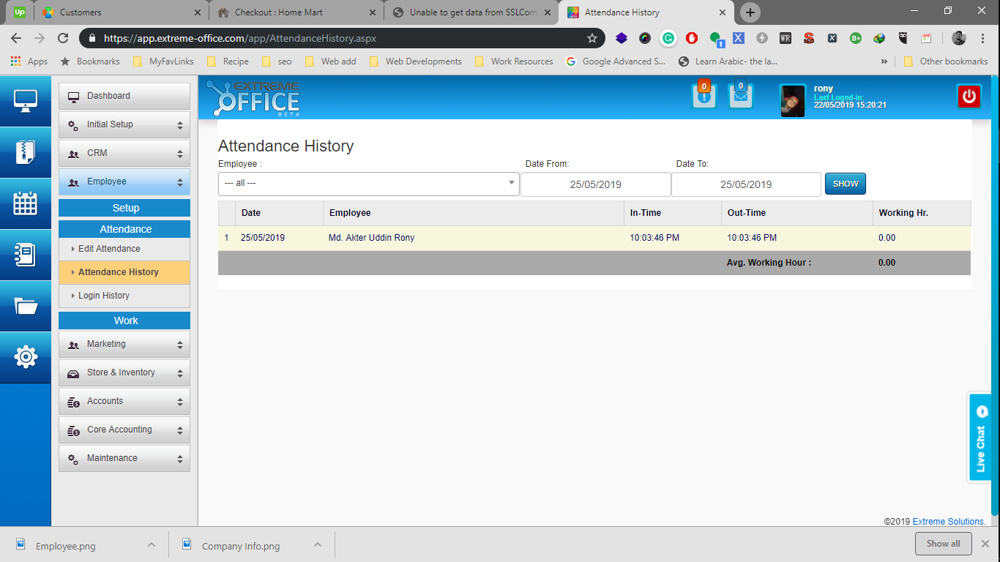 Up
Customers
Checkout : Home Mart
Unable to get data from SSLCom
Attendance History
https://app.extreme-office.com/app/AttendanceHistory.aspx
1
WR
SEO
X
B+
Apps
Bookmarks
MyFavLinks
Recipe
seo
Web add
Web Developments
Work Resources
Google Advanced S...
Learn Arabic- the la...
»
Other bookmarks
EXTREME
OFFICE
BETA
0
0
rony
Last Loged-in:
22/05/2019 15:20:21
Dashboard
Initial Setup
CRM
Employee
Setup
Attendance
Edit Attendance
Attendance History
Login History
Work
Marketing
Store & Inventory
Accounts
Core Accounting
Maintenance
Attendance History
Employee :
Date From:
Date To:
--- all ---
25/05/2019
25/05/2019
SHOW
Date
Employee
In-Time
Out-Time
Working Hr.
1
25/05/2019
Md. Akter Uddin Rony
10:03:46 PM
10:03:46 PM
0.00
Avg. Working Hour :
0.00
Live Chat
©2019 Extreme Solutions.
Employee.png
Company Info.png
Show all